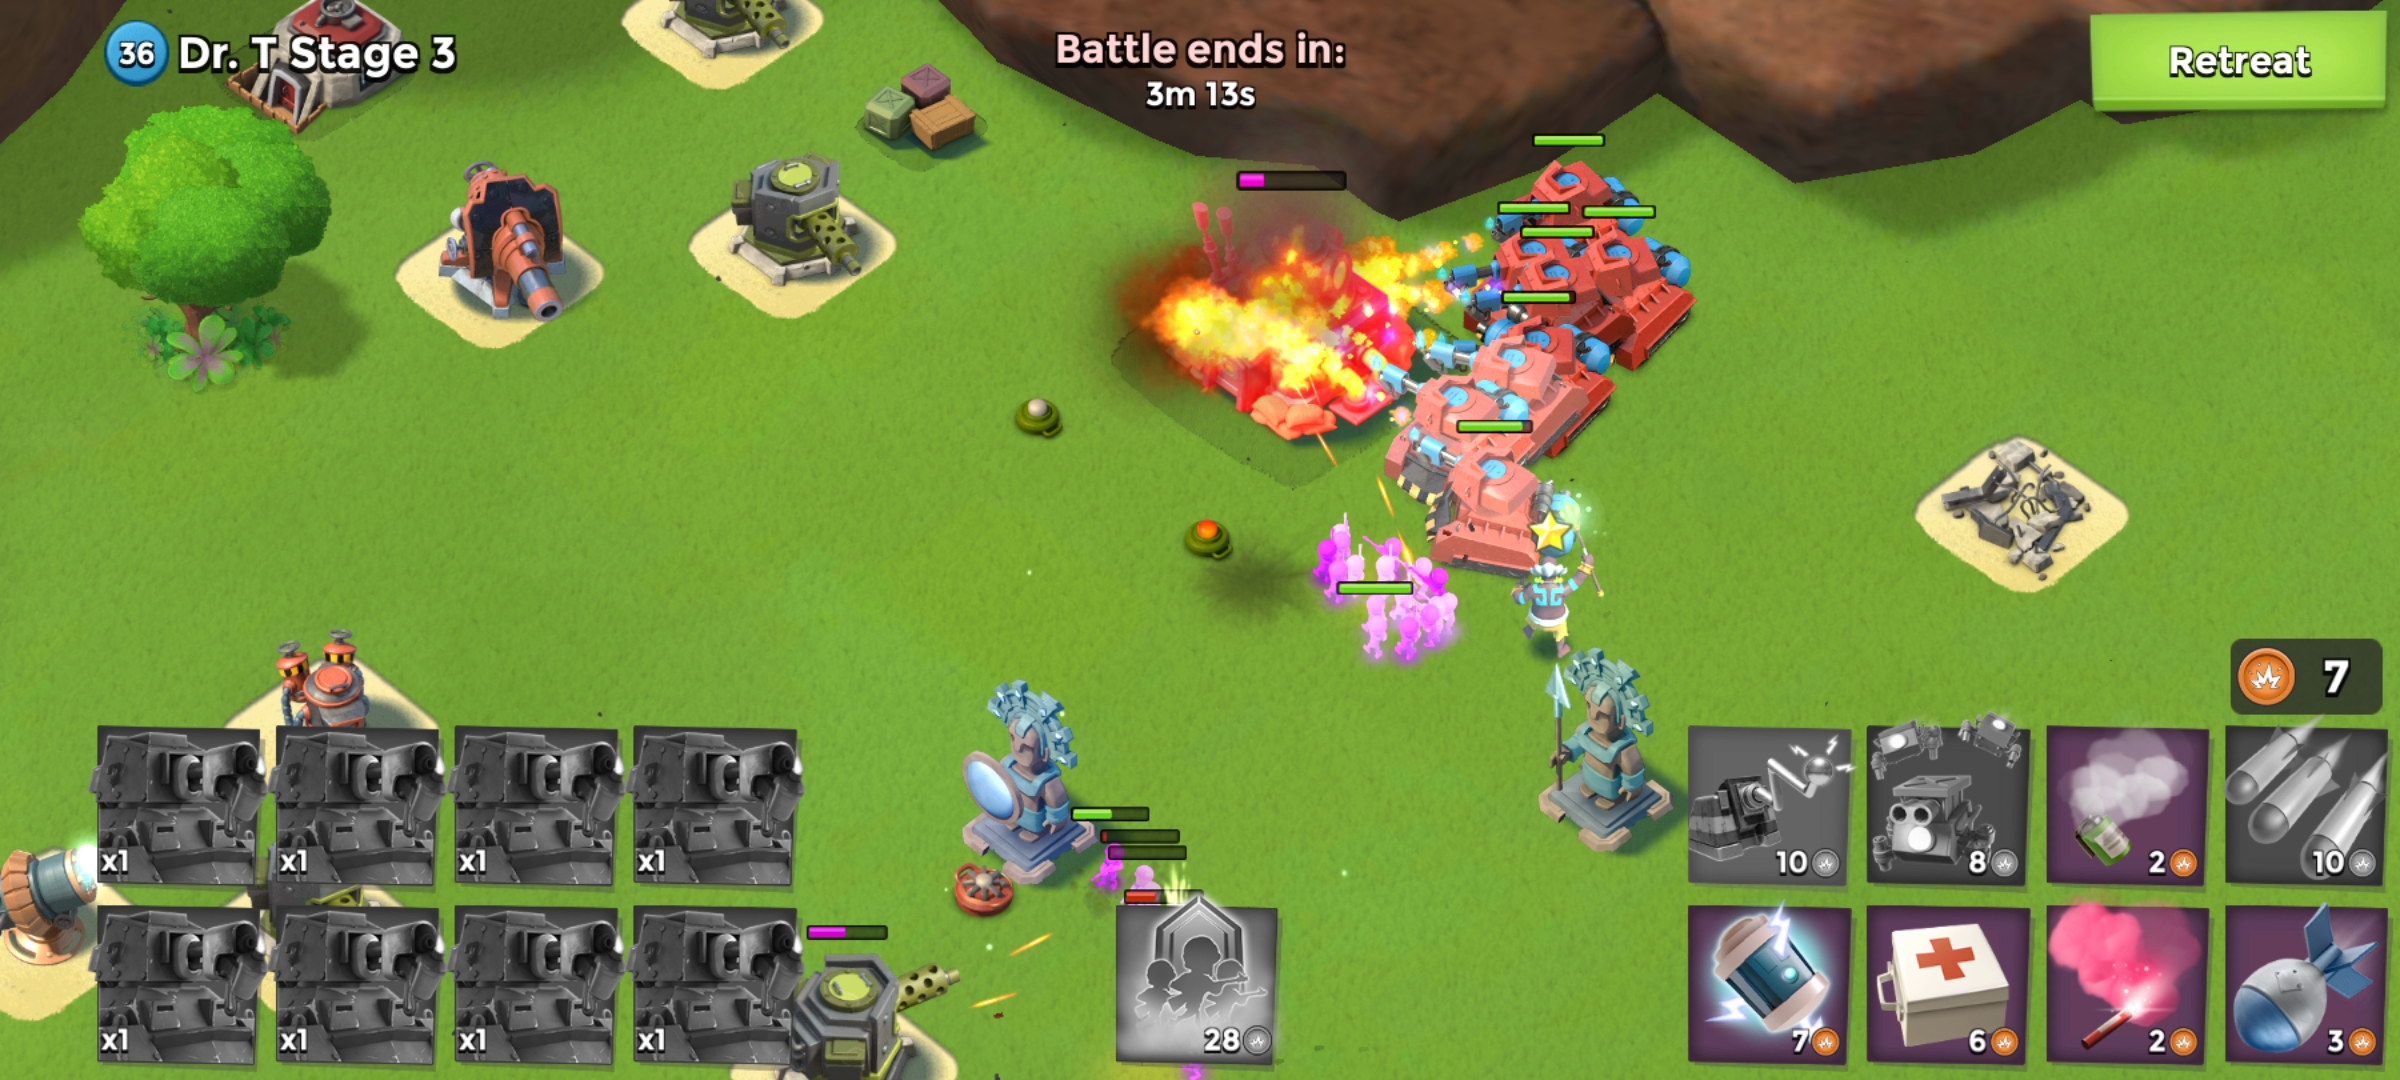 36 Dr. T Stage 3
Battle ends in:
3m 13s
Retreat
7
x1 x1 x1 x1
10 8 2 10
x1 x1 x1 x1
28
7 6 2 3